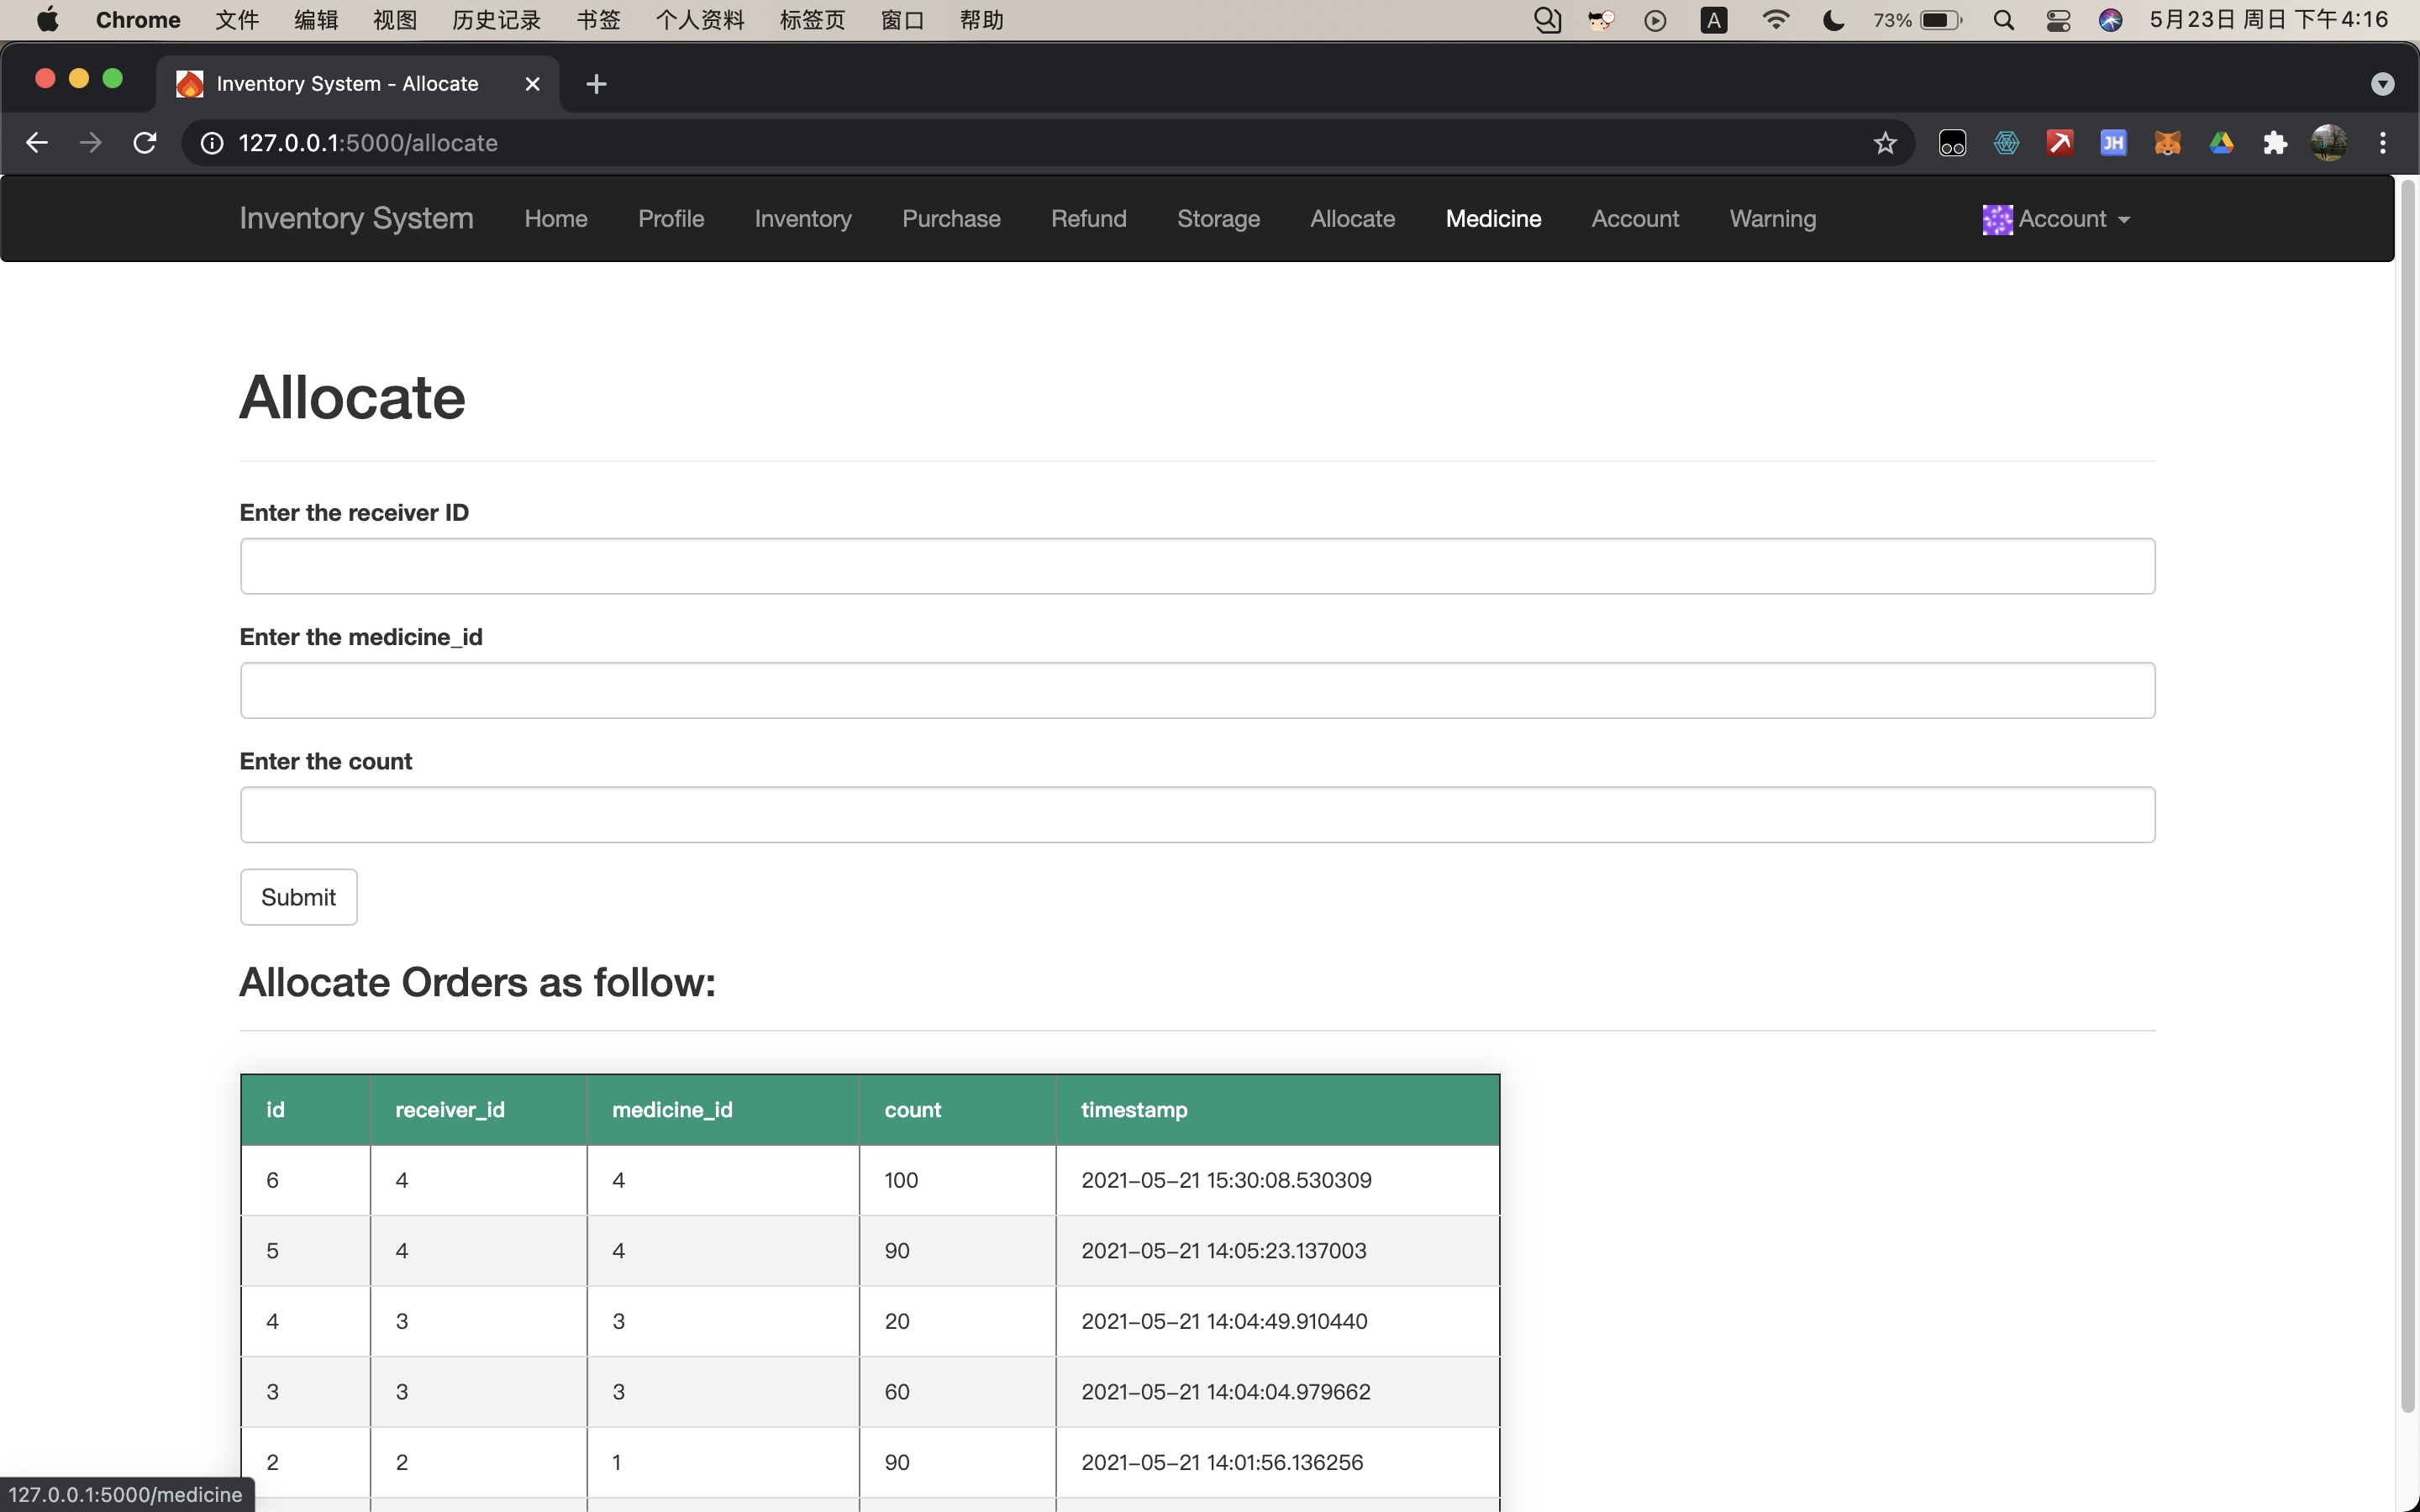 Chrome 文件 编辑 视图 历史记录 书签 个人资料 标签页 窗口 帮助 A 73% 5月23日 周日 下午4:16
Inventory System - Allocate
127.0.0.1:5000/allocate JH
Inventory System Home Profile Inventory Purchase Refund Storage Allocate Medicine Account Warning Account
Allocate
Enter the receiver ID
Enter the medicine_id
Enter the count
Submit
Allocate Orders as follow:
id receiver_id medicine_id count timestamp
6 4 4 100 2021-05-21 15:30:08.530309
5 4 4 90 2021-05-21 14:05:23.137003
4 3 3 20 2021-05-21 14:04:49.910440
3 3 3 60 2021-05-21 14:04:04.979662
2 2 1 90 2021-05-21 14:01:56.136256
127.0.0.1:5000/medicine